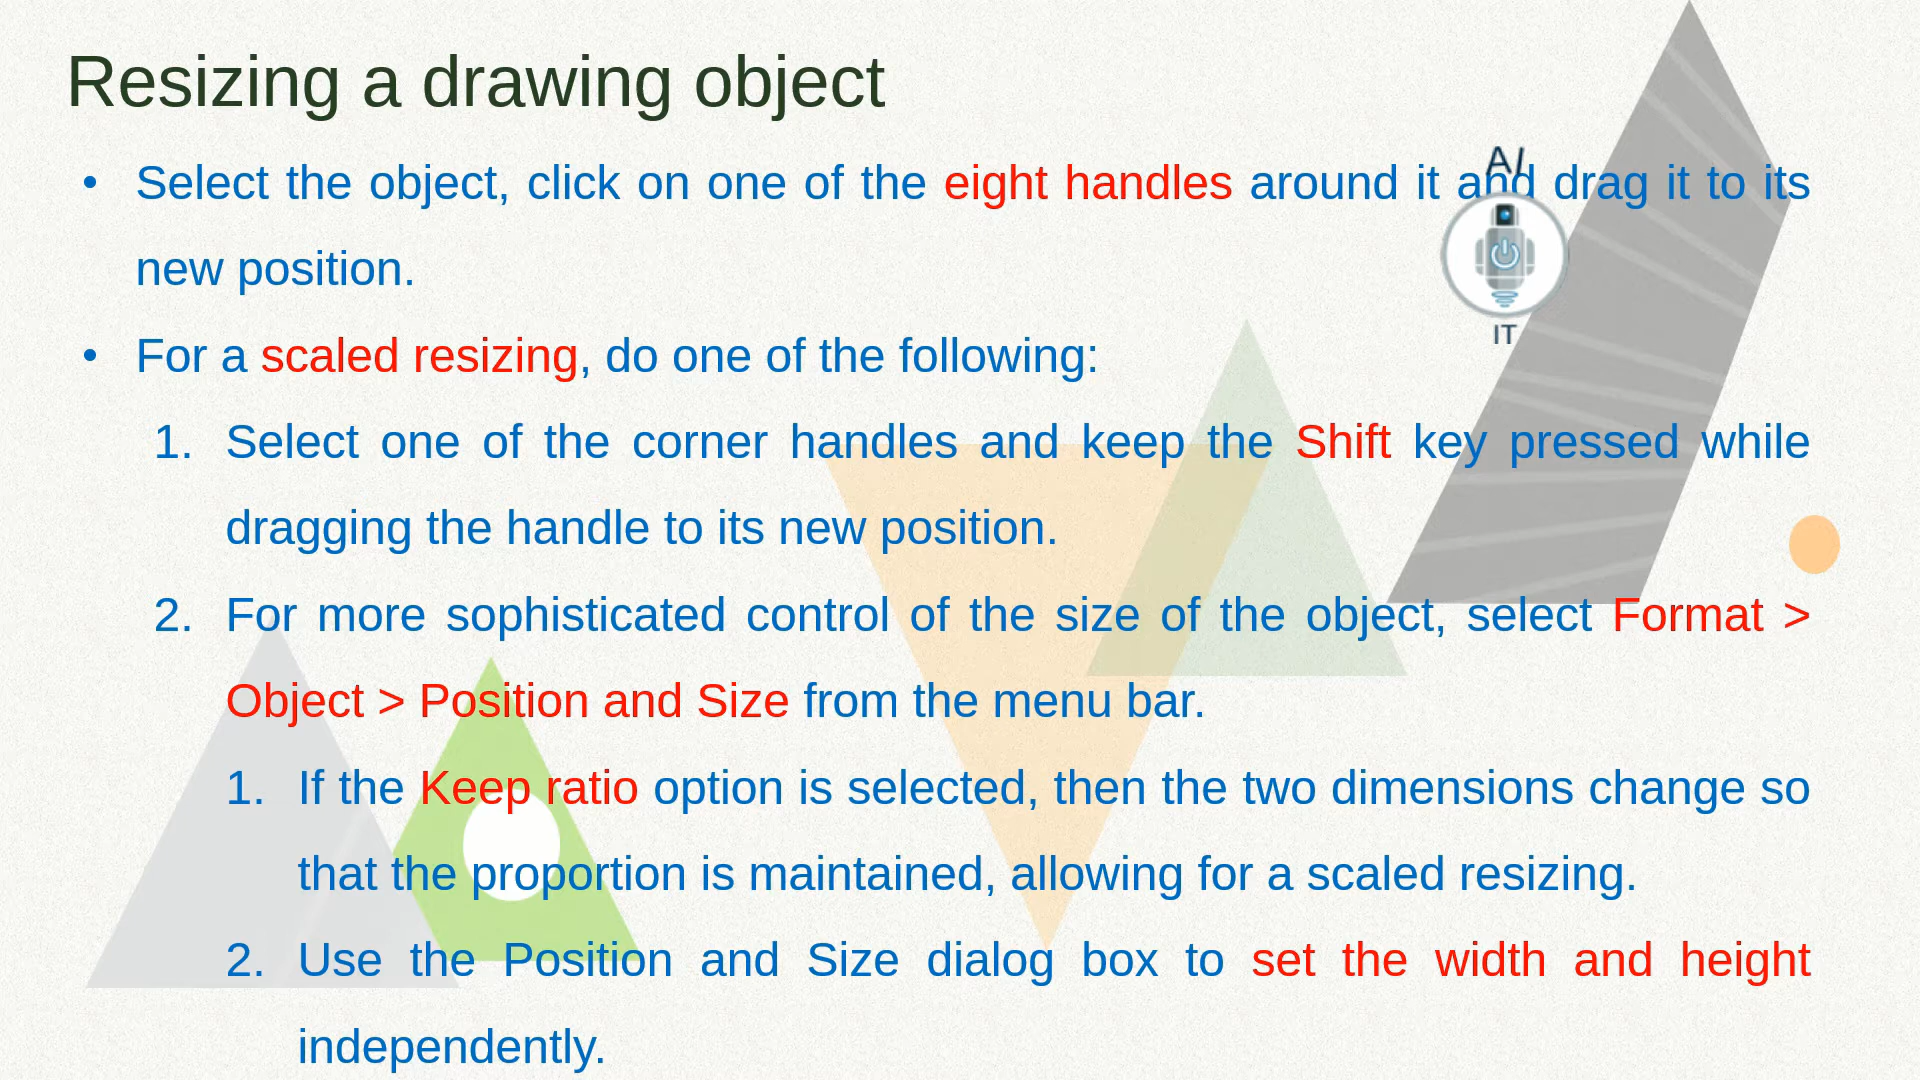 Resizing a drawing object
AI
• Select the object, click on one of the eight handles around it and drag it to its
new position.
IT
• For a scaled resizing, do one of the following:
1. Select one of the corner handles and keep the Shift key pressed while
dragging the handle to its new position.
2. For more sophisticated control of the size of the object, select Format >
Object > Position and Size from the menu bar.
1. If the Keep ratio option is selected, then the two dimensions change so
that the proportion is maintained, allowing for a scaled resizing.
2. Use the Position and Size dialog box to set the width and height
independently.